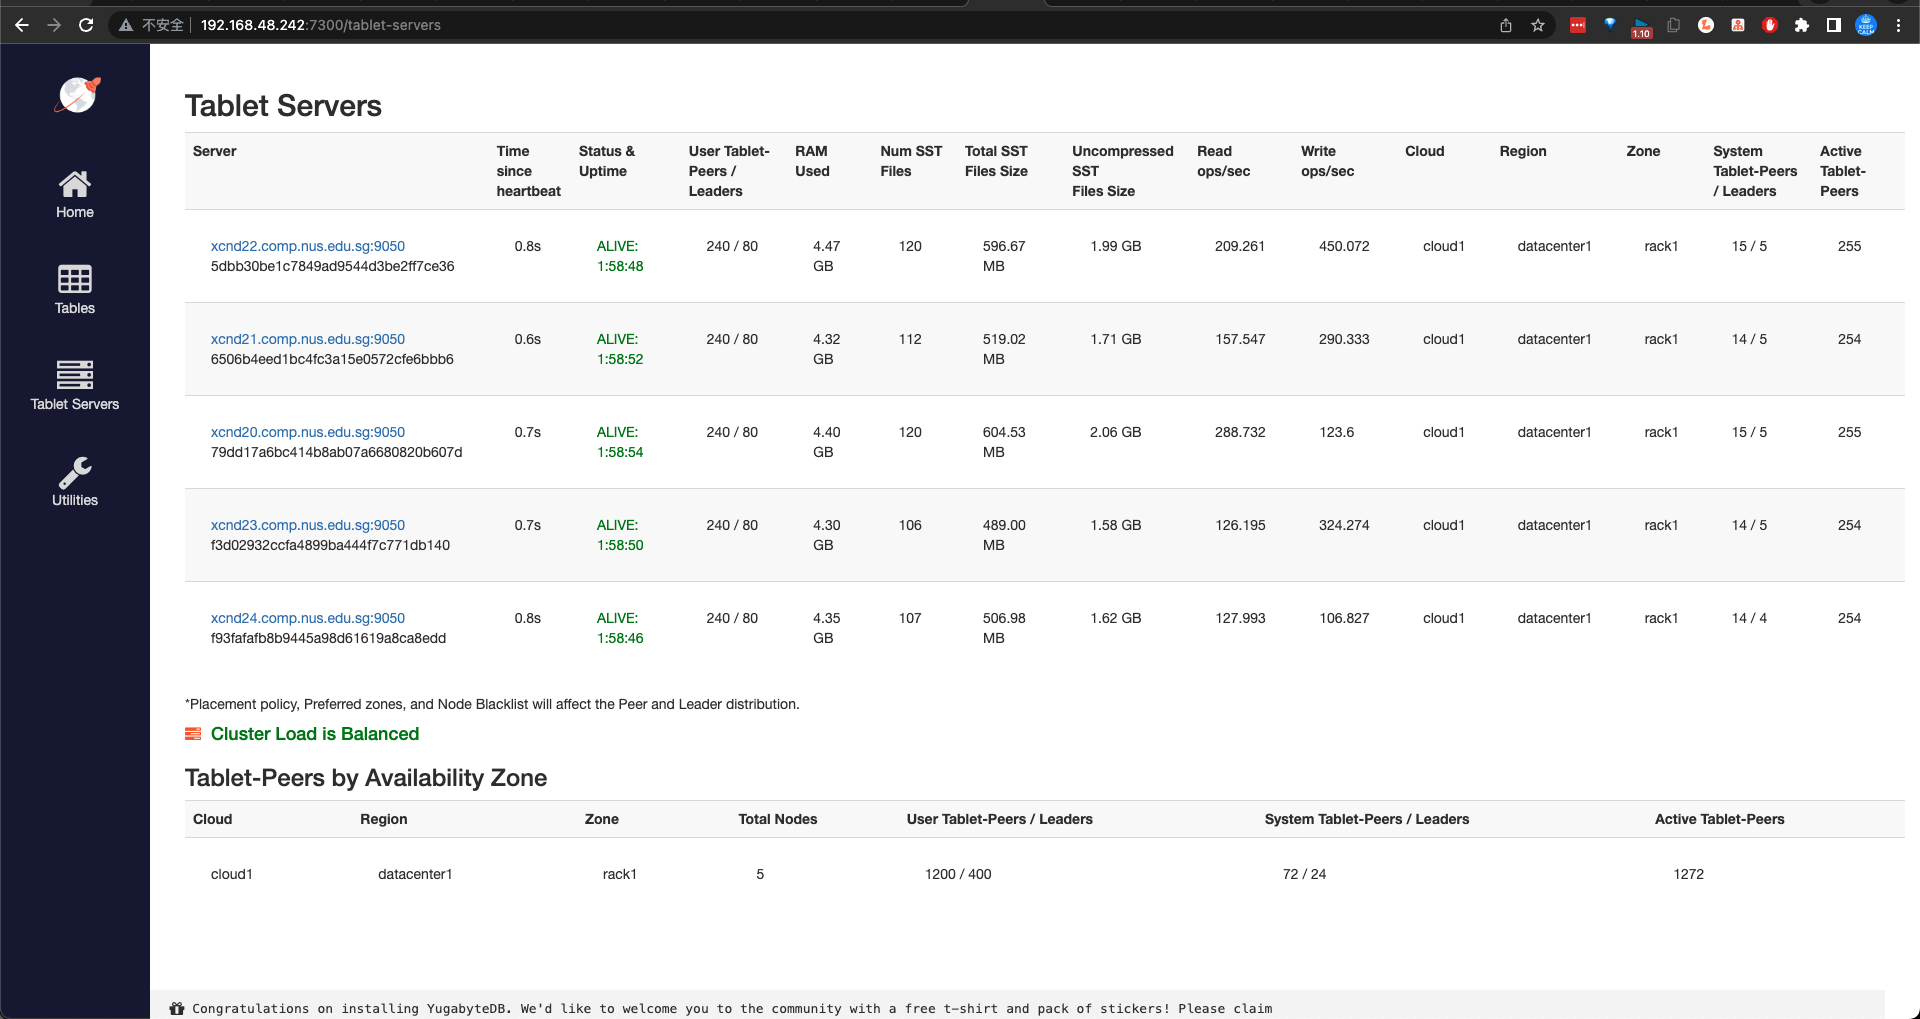 不安全 192.168.48.242:7300/tablet-servers
1.10
KEEP
CALM
Home
Tables
Tablet Servers
Utilities
Tablet Servers
Server Time since heartbeat Status & Uptime User Tablet-Peers / Leaders RAM Used Num SST Files Total SST Files Size Uncompressed SST Files Size Read ops/sec Write ops/sec Cloud Region Zone System Tablet-Peers / Leaders Active Tablet-Peers
xcnd22.comp.nus.edu.sg:9050 0.8s ALIVE: 240 / 80 4.47 120 596.67 1.99 GB 209.261 450.072 cloud1 datacenter1 rack1 15 / 5 255
5dbb30be1c7849ad9544d3be2ff7ce36 1:58:48 GB MB
xcnd21.comp.nus.edu.sg:9050 0.6s ALIVE: 240 / 80 4.32 112 519.02 1.71 GB 157.547 290.333 cloud1 datacenter1 rack1 14 / 5 254
6506b4eed1bc4fc3a15e0572cfe6bbb6 1:58:52 GB MB
xcnd20.comp.nus.edu.sg:9050 0.7s ALIVE: 240 / 80 4.40 120 604.53 2.06 GB 288.732 123.6 cloud1 datacenter1 rack1 15 / 5 255
79dd17a6bc414b8ab07a6680820b607d 1:58:54 GB MB
xcnd23.comp.nus.edu.sg:9050 0.7s ALIVE: 240 / 80 4.30 106 489.00 1.58 GB 126.195 324.274 cloud1 datacenter1 rack1 14 / 5 254
f3d02932ccfa4899ba444f7c771db140 1:58:50 GB MB
xcnd24.comp.nus.edu.sg:9050 0.8s ALIVE: 240 / 80 4.35 107 506.98 1.62 GB 127.993 106.827 cloud1 datacenter1 rack1 14 / 4 254
f93fafafb8b9445a98d61619a8ca8edd 1:58:46 GB MB
*Placement policy, Preferred zones, and Node Blacklist will affect the Peer and Leader distribution.
Cluster Load is Balanced
Tablet-Peers by Availability Zone
Cloud Region Zone Total Nodes User Tablet-Peers / Leaders System Tablet-Peers / Leaders Active Tablet-Peers
cloud1 datacenter1 rack1 5 1200 / 400 72 / 24 1272
Congratulations on installing YugabyteDB. We'd like to welcome you to the community with a free t-shirt and pack of stickers! Please claim